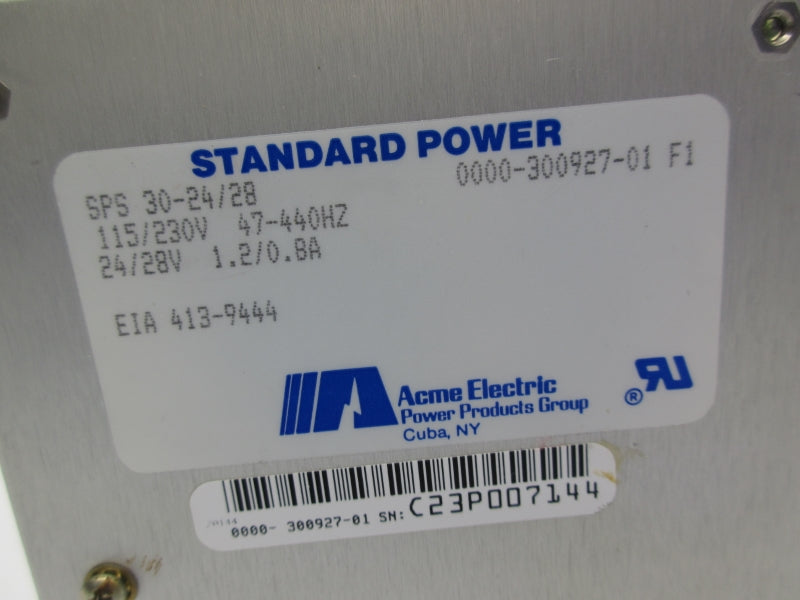 STANDARD POWER
SPS 30-24/28 0000-300927-01 F1
115/230V 47-440HZ
24/28V 1.2/0.8A
EIA 413-9444
Acme Electric
Power Products Group
Cuba, NY
®
0000- 300927-01 SN: C23P007144